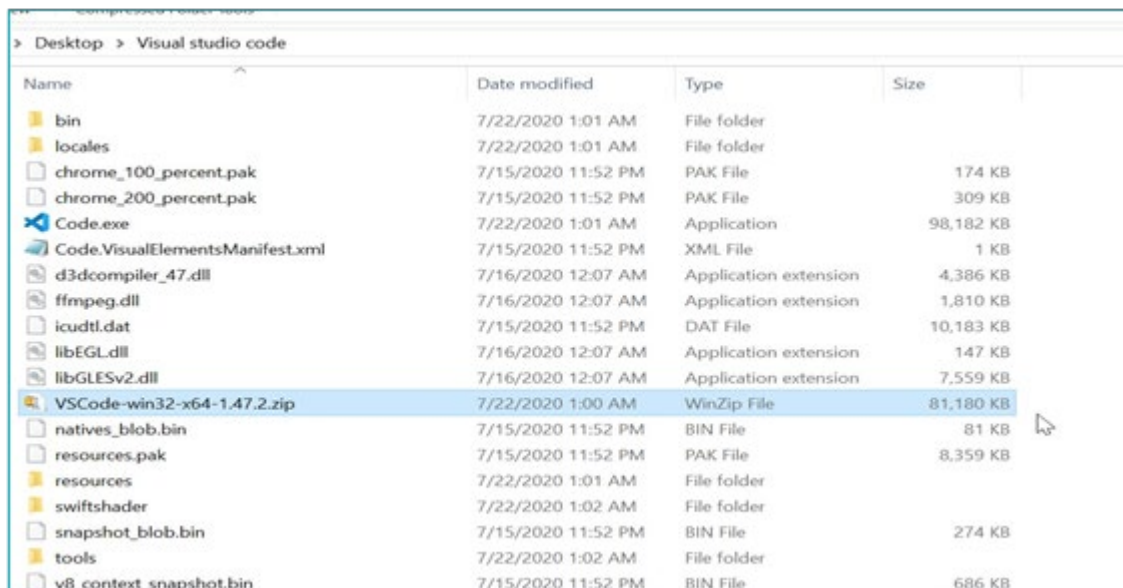 > Desktop > Visual studio code
Name Date modified Type Size
bin 7/22/2020 1:01 AM File folder
locales 7/22/2020 1:01 AM File folder
chrome_100_percent.pak 7/15/2020 11:52 PM PAK File 174 KB
chrome_200_percent.pak 7/15/2020 11:52 PM PAK File 309 KB
Code.exe 7/22/2020 1:01 AM Application 98,182 KB
Code.VisualElementsManifest.xml 7/15/2020 11:52 PM XML File 1 KB
d3dcompiler_47.dll 7/16/2020 12:07 AM Application extension 4,386 KB
ffmpeg.dll 7/16/2020 12:07 AM Application extension 1,810 KB
icudtl.dat 7/15/2020 11:52 PM DAT File 10,183 KB
libEGL.dll 7/16/2020 12:07 AM Application extension 147 KB
libGLESv2.dll 7/16/2020 12:07 AM Application extension 7,559 KB
VSCode-win32-x64-1.47.2.zip 7/22/2020 1:00 AM WinZip File 81,180 KB
natives_blob.bin 7/15/2020 11:52 PM BIN File 81 KB
resources.pak 7/15/2020 11:52 PM PAK File 8,359 KB
resources 7/22/2020 1:01 AM File folder
swiftshader 7/22/2020 1:02 AM File folder
snapshot_blob.bin 7/15/2020 11:52 PM BIN File 274 KB
tools 7/22/2020 1:02 AM File folder
v8_context_snapshot.bin 7/15/2020 11:52 PM BIN File 686 KB